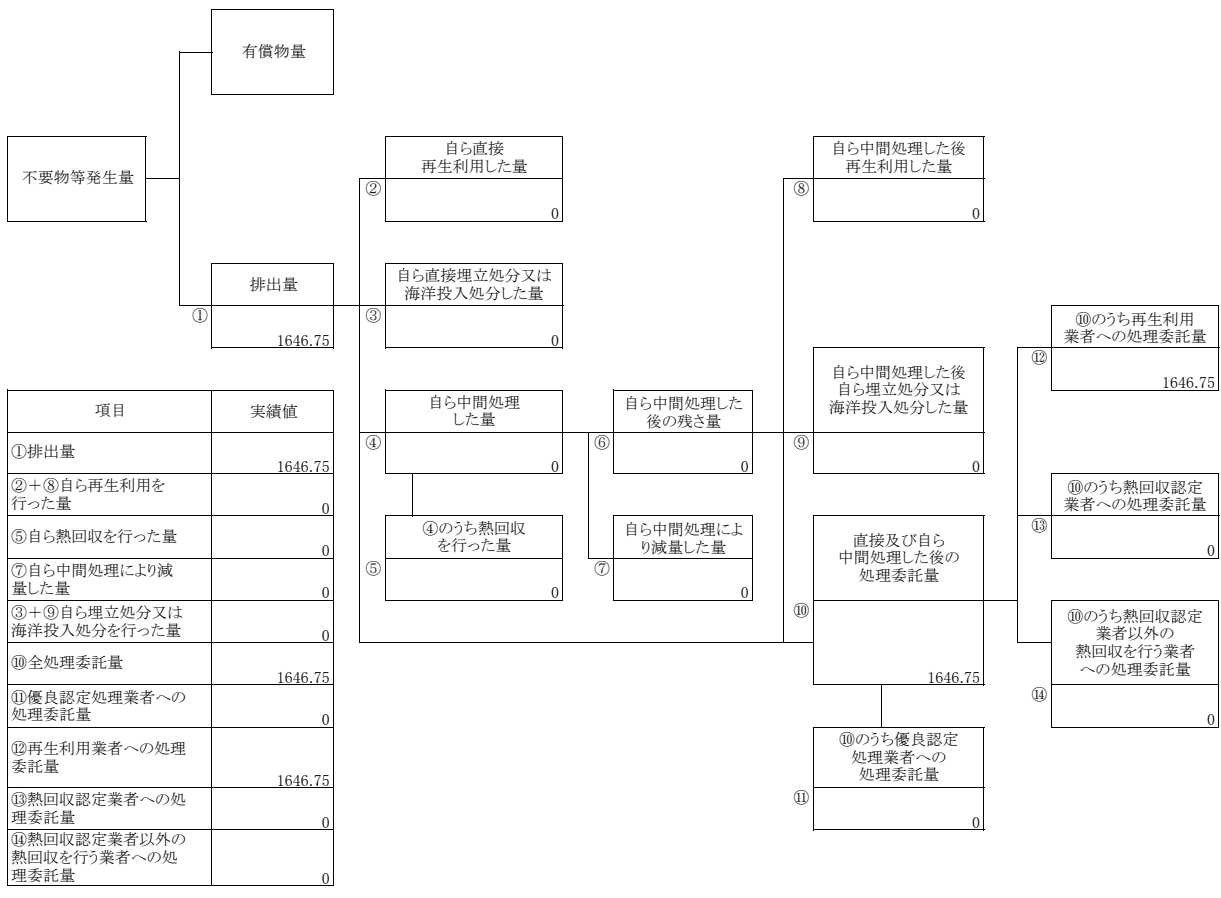 有償物量
不要物等発生量
排出量
①
1646.75
自ら直接
再生利用した量
②
0
自ら直接埋立処分又は
海洋投入処分した量
③
0
自ら中間処理
した量
④
0
④のうち熱回収
を行った量
⑤
0
自ら中間処理した
後の残さ量
⑥
0
自ら中間処理によ
り減量した量
⑦
0
自ら中間処理した後
再生利用した量
⑧
0
自ら中間処理した後
自ら埋立処分又は
海洋投入処分した量
⑨
0
直接及び自ら
中間処理した後の
処理委託量
⑩
1646.75
⑩のうち優良認定
処理業者への
処理委託量
⑪
0
⑩のうち再生利用
業者への処理委託量
⑫
1646.75
⑩のうち熱回収認定
業者への処理委託量
⑬
0
⑩のうち熱回収認定
業者以外の
熱回収を行う業者
への処理委託量
⑭
0
項目 実績値
①排出量
1646.75
②＋⑧自ら再生利用を
行った量
0
⑤自ら熱回収を行った量
0
⑦自ら中間処理により減
量した量
0
③＋⑨自ら埋立処分又は
海洋投入処分を行った量
0
⑩全処理委託量
1646.75
⑪優良認定処理業者への
処理委託量
0
⑫再生利用業者への処理
委託量
1646.75
⑬熱回収認定業者への処
理委託量
0
⑭熱回収認定業者以外の
熱回収を行う業者への処
理委託量
0